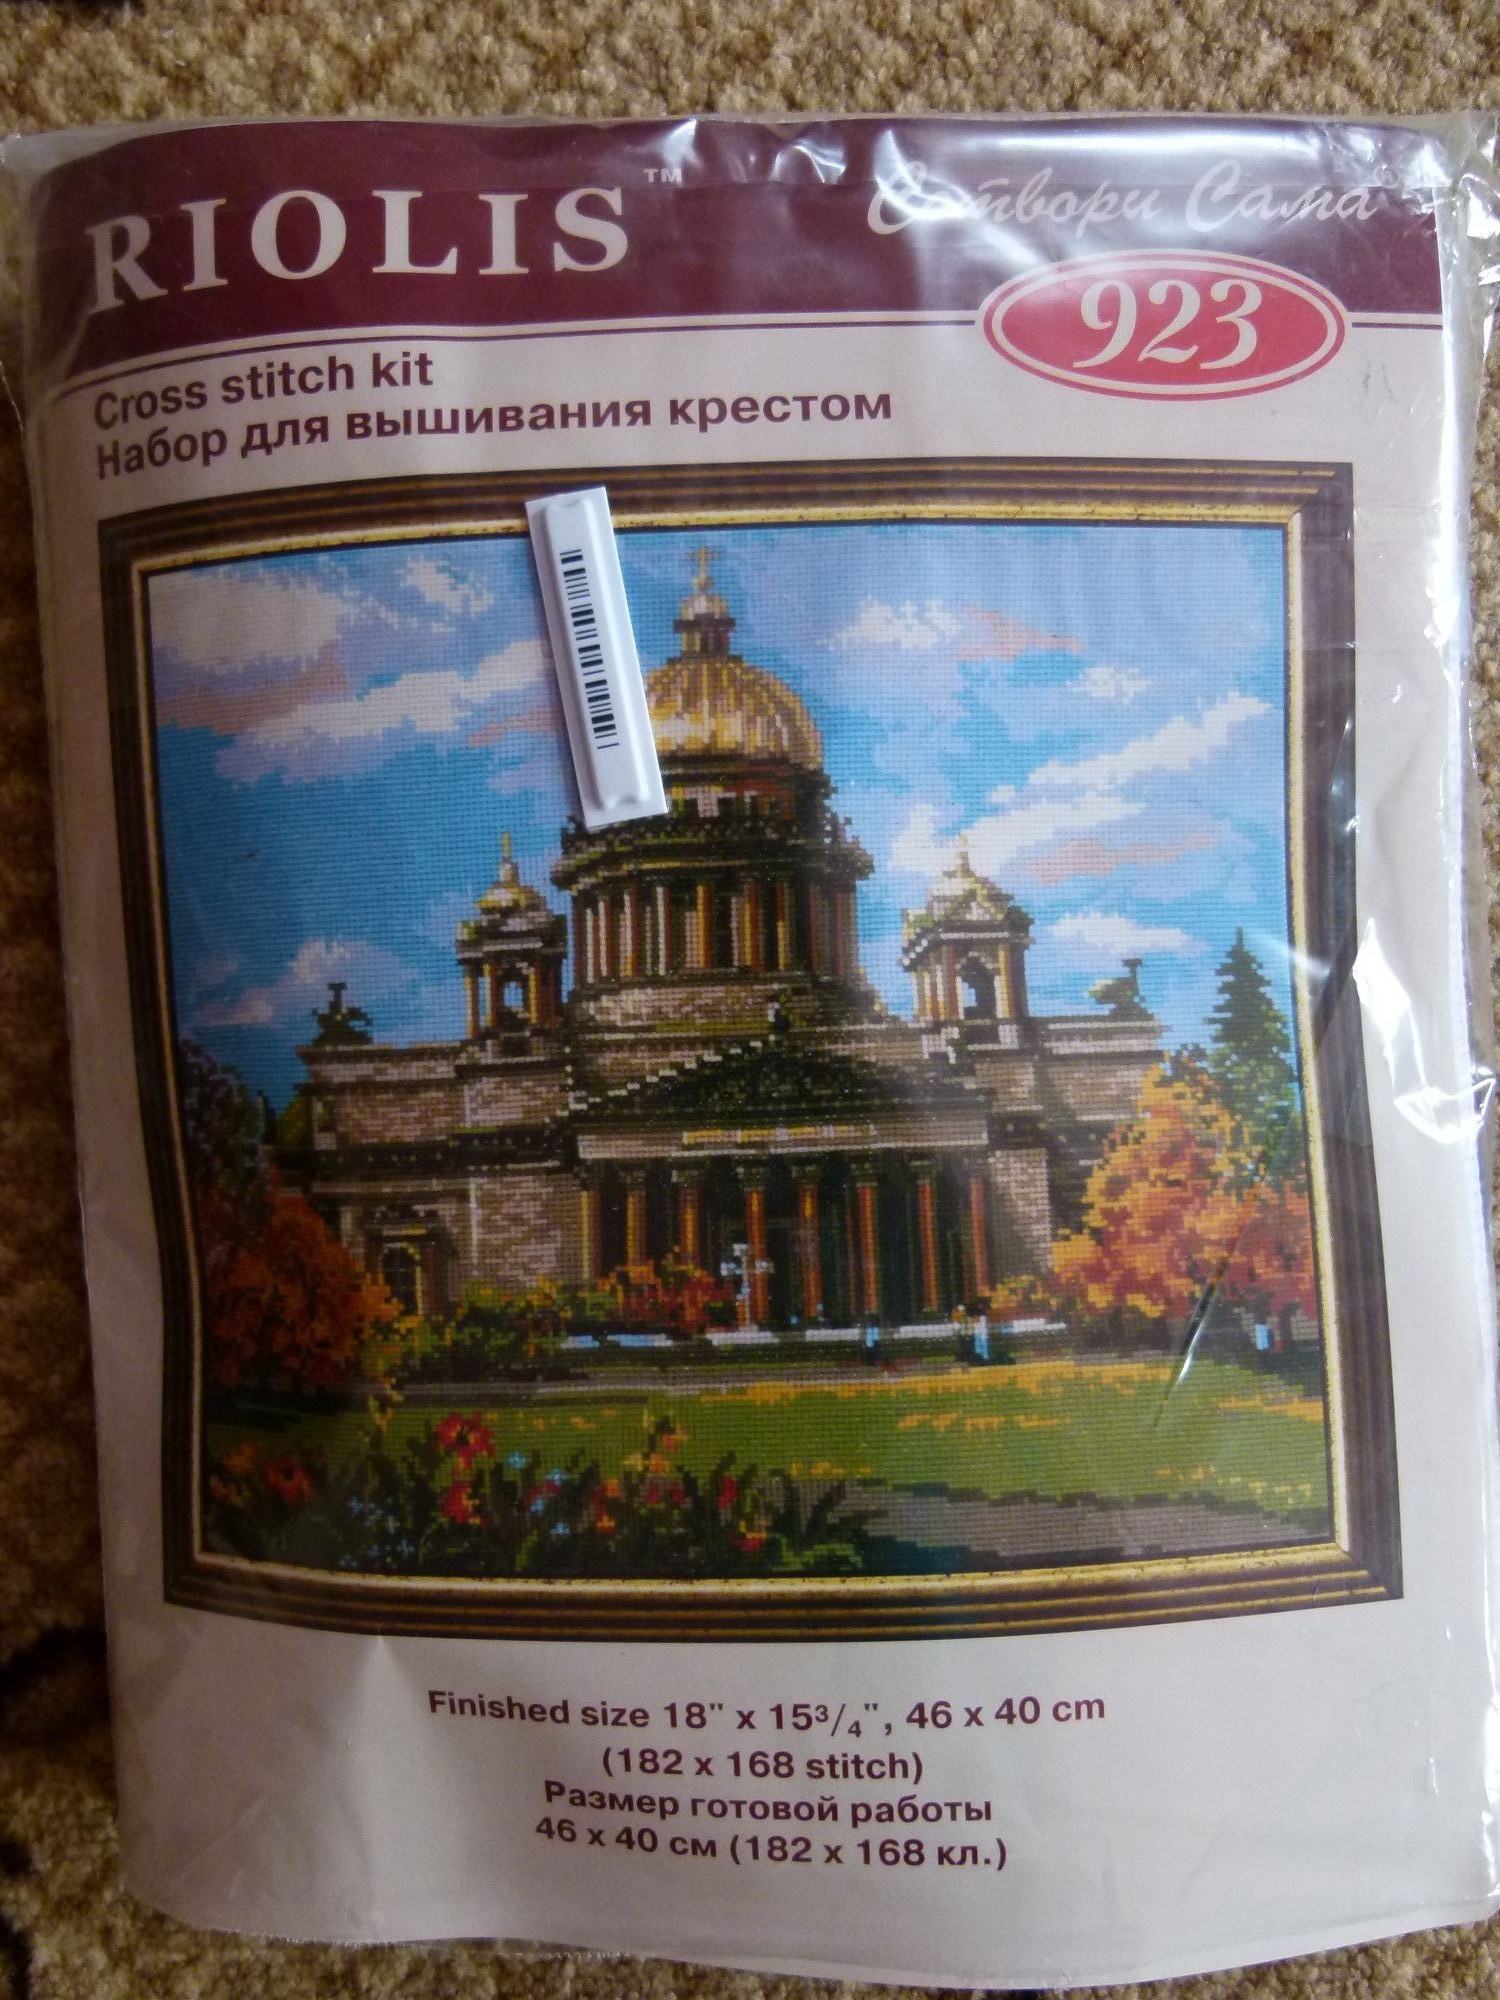 RIOLIS™
Сотвори Сама®
923
Cross stitch kit
Набор для вышивания крестом
Finished size 18" x 15¾", 46 x 40 cm
(182 x 168 stitch)
Размер готовой работы
46 x 40 см (182 x 168 кл.)